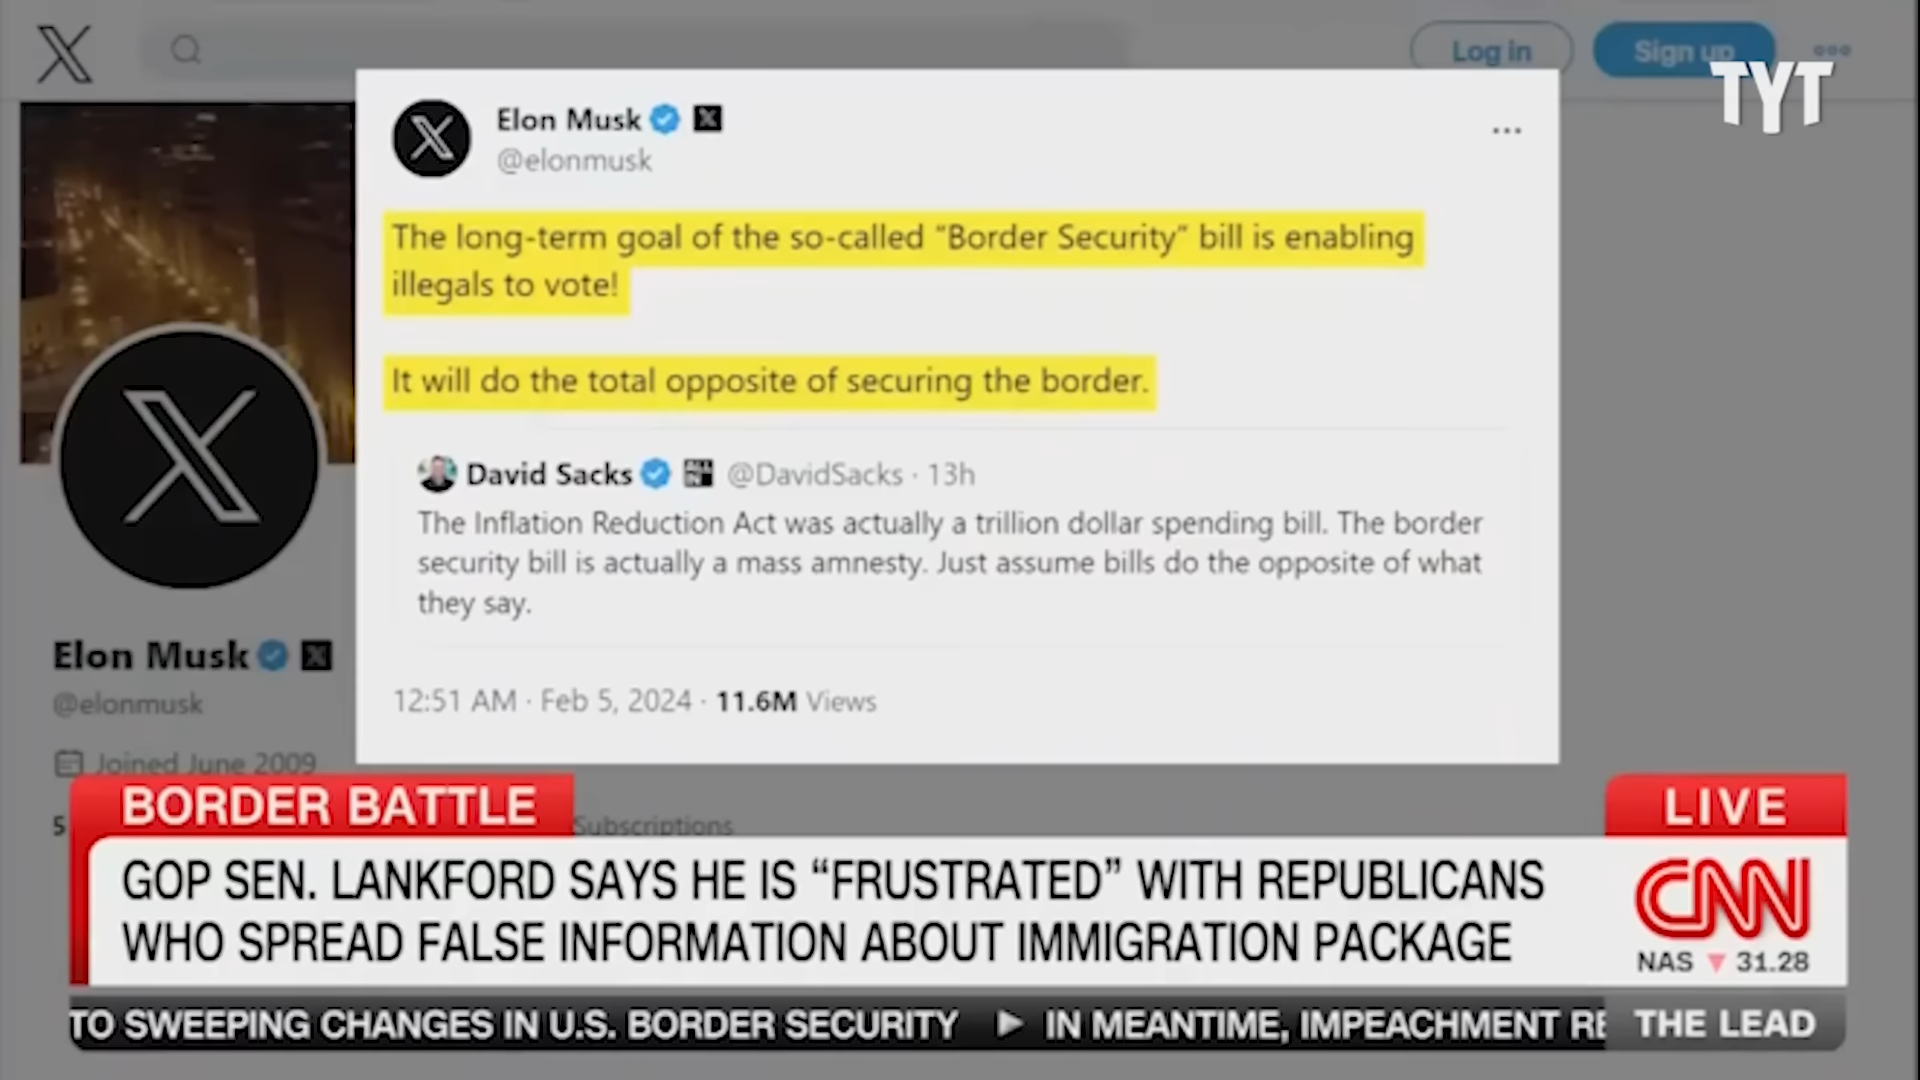 Log in
Sign up
TYT
Elon Musk
@elonmusk
The long-term goal of the so-called "Border Security" bill is enabling
illegals to vote!
It will do the total opposite of securing the border.
David Sacks ALL IN @DavidSacks · 13h
The Inflation Reduction Act was actually a trillion dollar spending bill. The border
security bill is actually a mass amnesty. Just assume bills do the opposite of what
they say.
12:51 AM · Feb 5, 2024 · 11.6M Views
Elon Musk
@elonmusk
Joined June 2009
5
Subscriptions
BORDER BATTLE
LIVE
GOP SEN. LANKFORD SAYS HE IS “FRUSTRATED” WITH REPUBLICANS
WHO SPREAD FALSE INFORMATION ABOUT IMMIGRATION PACKAGE
CNN
NAS ▼ 31.28
TO SWEEPING CHANGES IN U.S. BORDER SECURITY ▶ IN MEANTIME, IMPEACHMENT RE
THE LEAD